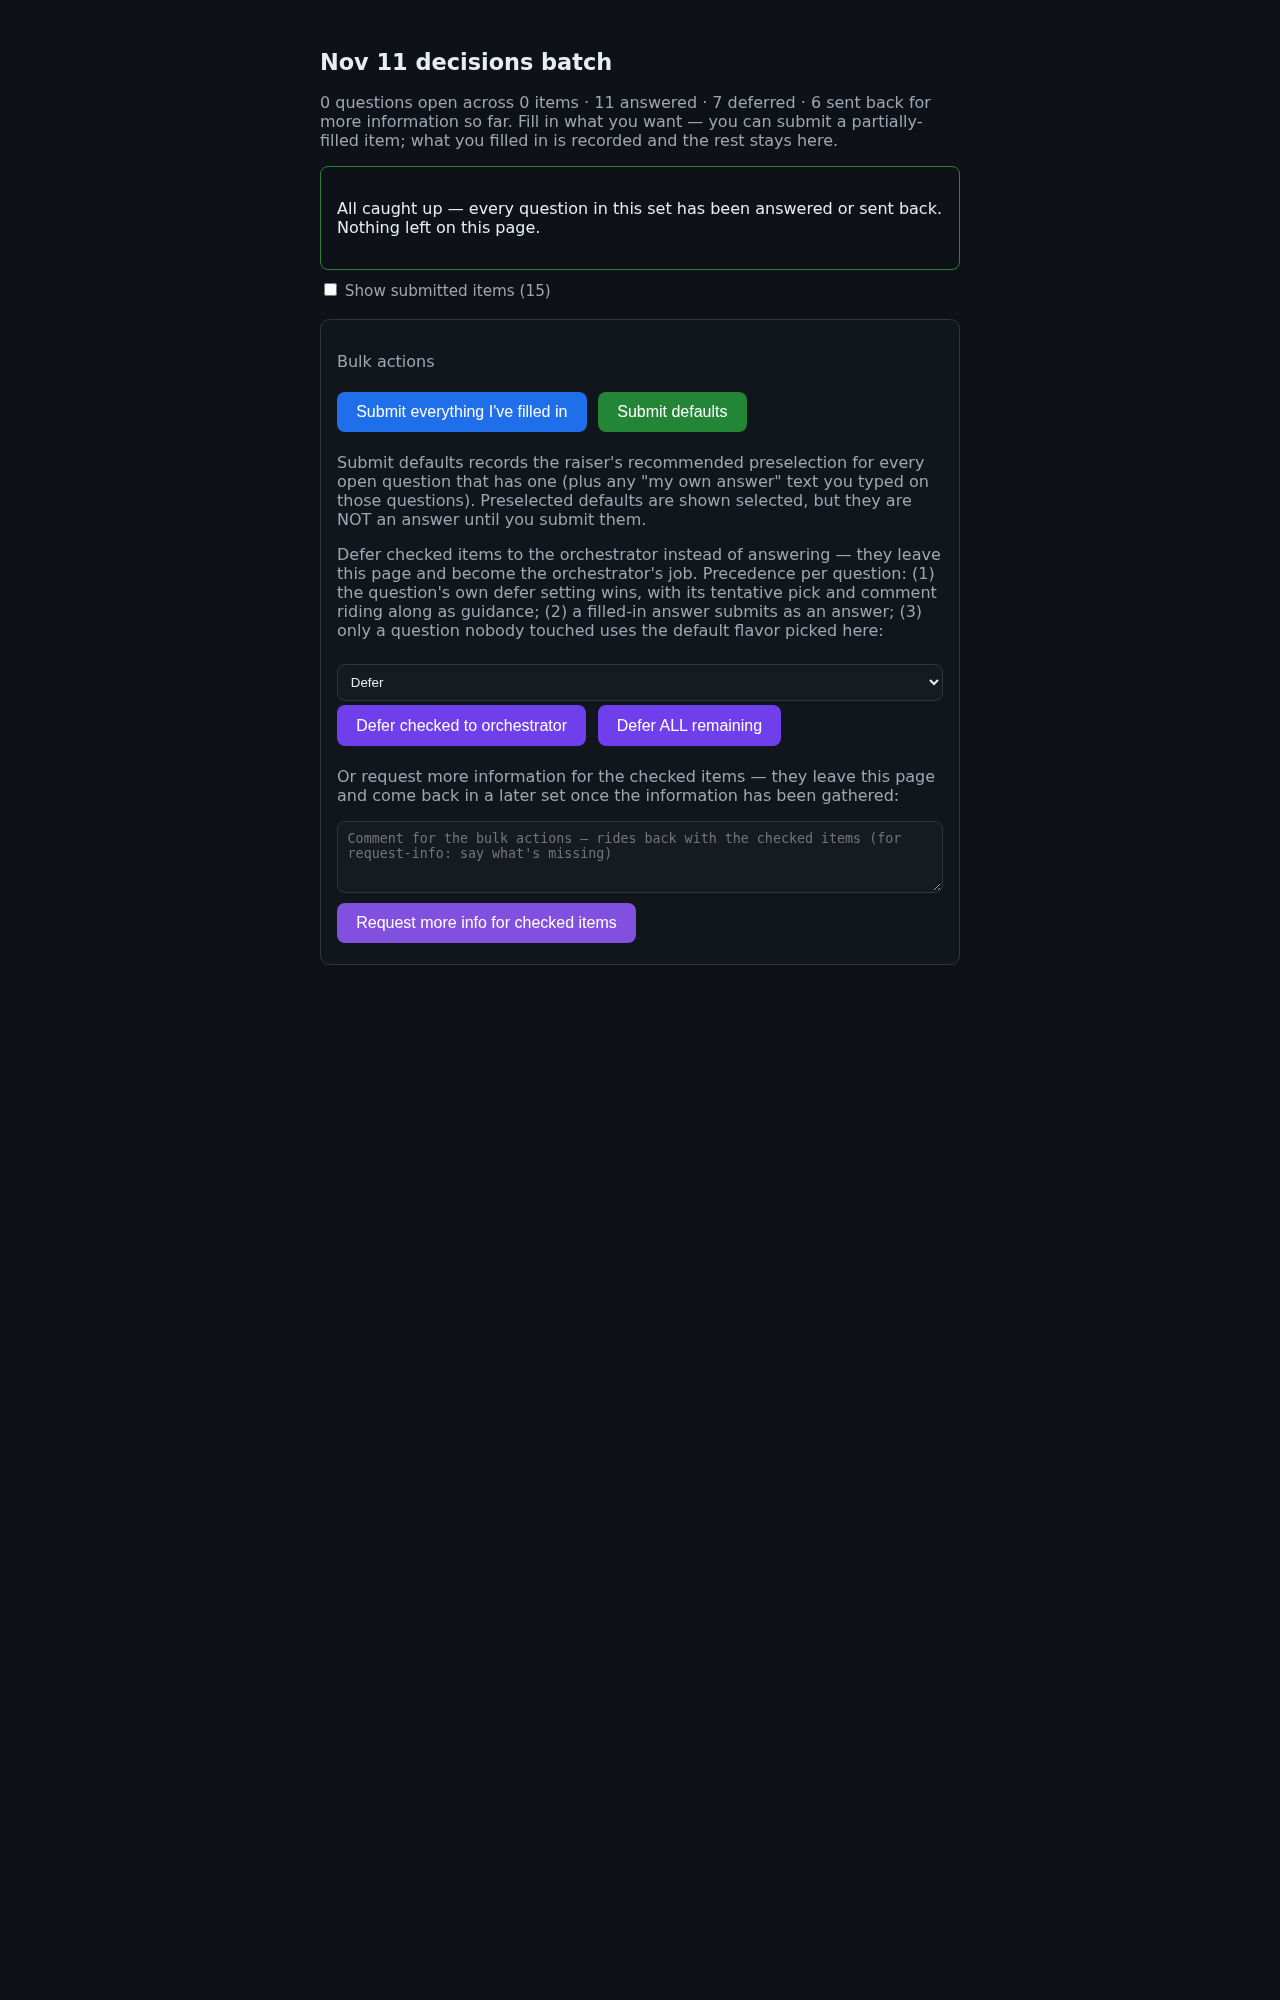 Nov 11 decisions batch
0 questions open across 0 items · 11 answered · 7 deferred · 6 sent back for
more information so far. Fill in what you want — you can submit a partially-
filled item; what you filled in is recorded and the rest stays here.
All caught up — every question in this set has been answered or sent back.
Nothing left on this page.
Show submitted items (15)
Bulk actions
Submit everything I've filled in
Submit defaults
Submit defaults records the raiser's recommended preselection for every
open question that has one (plus any "my own answer" text you typed on
those questions). Preselected defaults are shown selected, but they are
NOT an answer until you submit them.
Defer checked items to the orchestrator instead of answering — they leave
this page and become the orchestrator's job. Precedence per question: (1)
the question's own defer setting wins, with its tentative pick and comment
riding along as guidance; (2) a filled-in answer submits as an answer; (3)
only a question nobody touched uses the default flavor picked here:
Defer
Defer checked to orchestrator
Defer ALL remaining
Or request more information for the checked items — they leave this page
and come back in a later set once the information has been gathered:
Comment for the bulk actions — rides back with the checked items (for
request-info: say what's missing)
Request more info for checked items